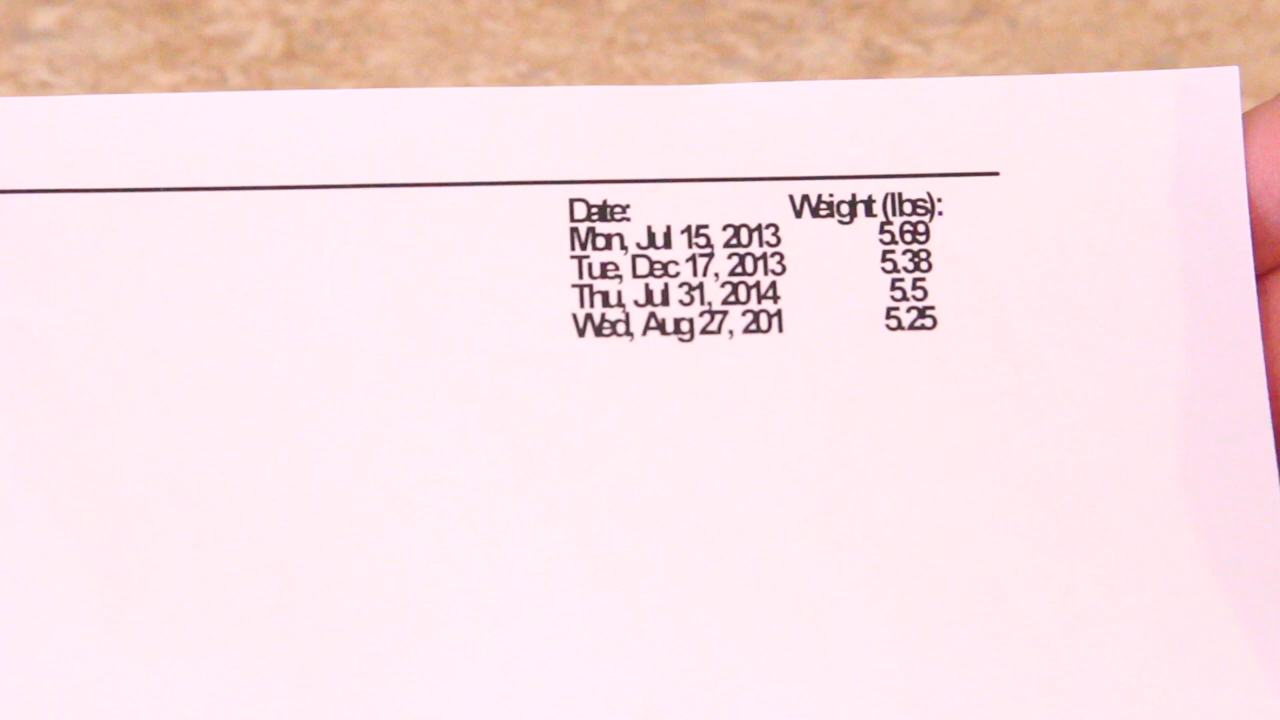 Date: Weight (lbs):
Mon, Jul 15, 2013 5.69
Tue, Dec 17, 2013 5.38
Thu, Jul 31, 2014 5.5
Wed, Aug 27, 201 5.25